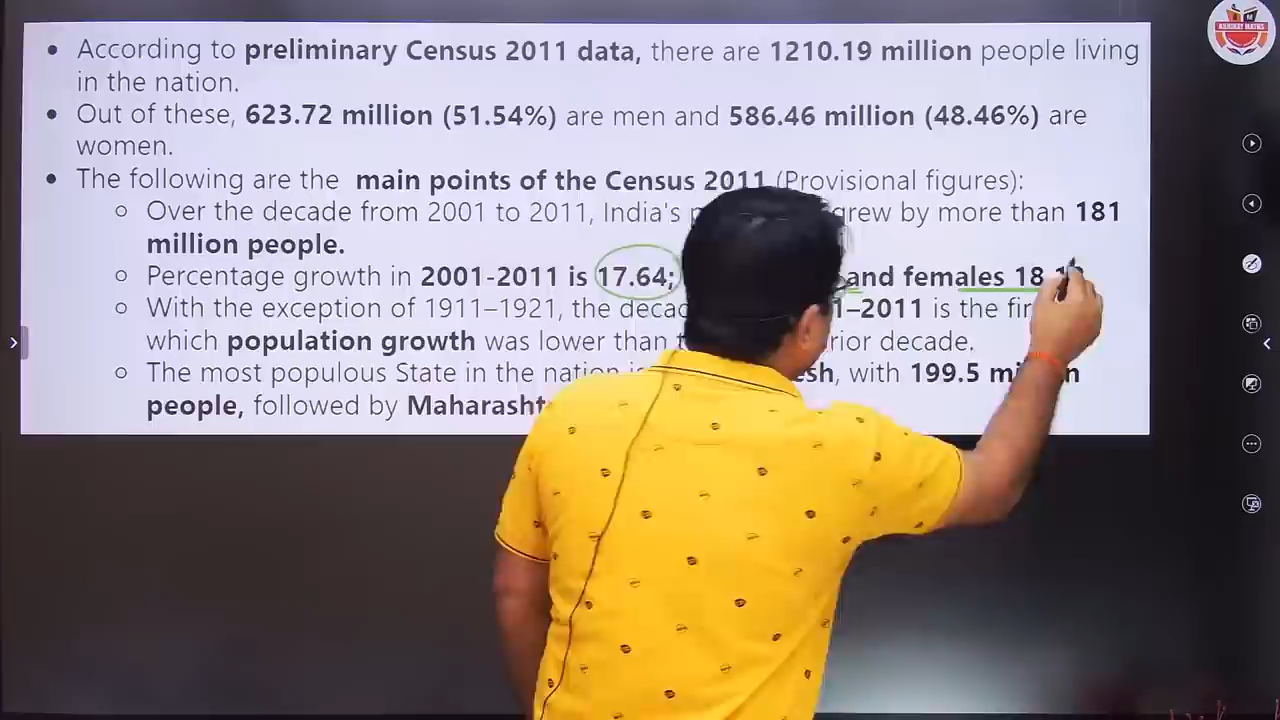 According to preliminary Census 2011 data, there are 1210.19 million people living
in the nation.
Out of these, 623.72 million (51.54%) are men and 586.46 million (48.46%) are
women.
The following are the main points of the Census 2011 (Provisional figures):
Over the decade from 2001 to 2011, India's grew by more than 181
million people.
Percentage growth in 2001-2011 is 17.64; and females 18
With the exception of 1911–1921, the 2011 is the
which population growth was lower than decade.
The most populous State in the nation with 199.5
people, followed by